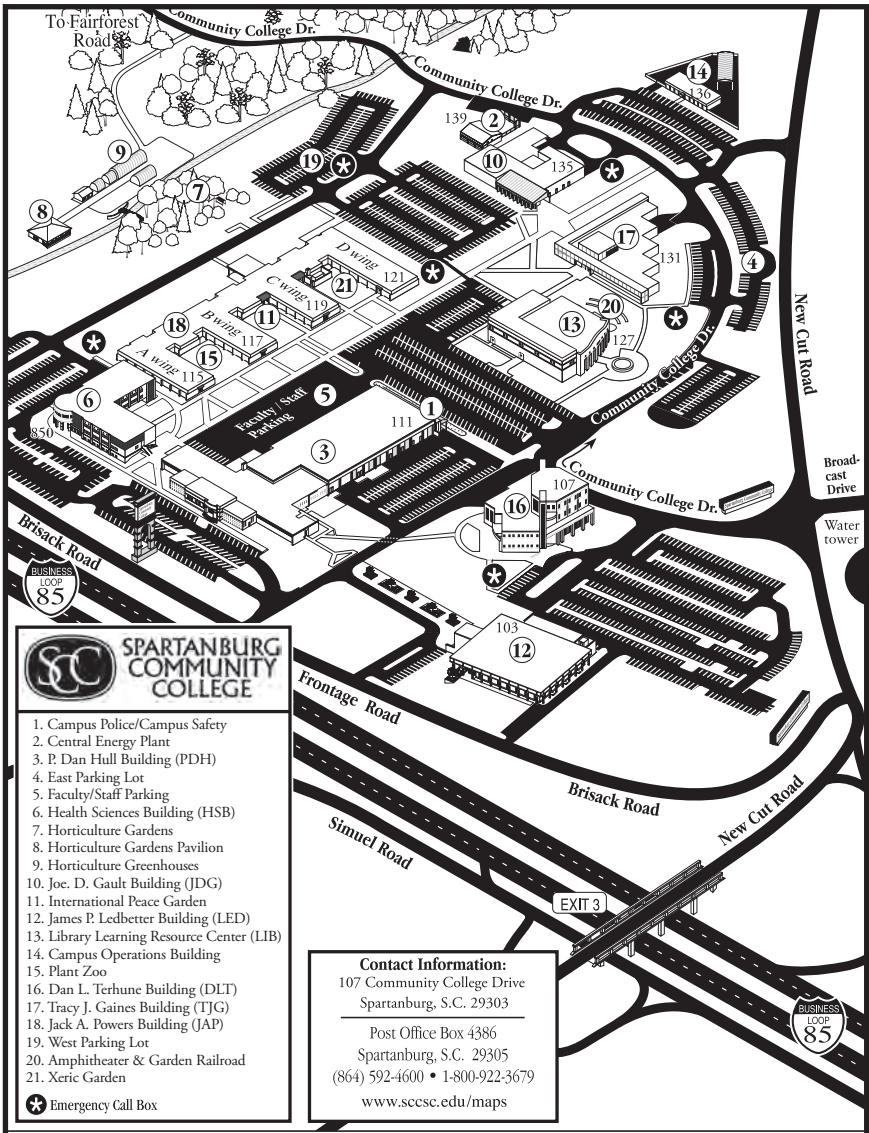 To Fairforest
Road
Community College Dr.
Community College Dr.
14
136
139
2
9
19
10
135
7
8
17
D wing
121
131
4
21
C wing
119
11
18
B wing
117
15
A wing
115
20
13
127
New Cut Road
Community College Dr.
6
850
Faculty / Staff
Parking
5
1
111
3
Broad-
cast
Drive
Community College Dr.
107
16
Water
tower
Brisack Road
BUSINESS
LOOP
85
103
12
SCC
SPARTANBURG
COMMUNITY
COLLEGE
Frontage Road
1. Campus Police/Campus Safety
2. Central Energy Plant
3. P. Dan Hull Building (PDH)
4. East Parking Lot
5. Faculty/Staff Parking
6. Health Sciences Building (HSB)
7. Horticulture Gardens
8. Horticulture Gardens Pavilion
9. Horticulture Greenhouses
10. Joe. D. Gault Building (JDG)
11. International Peace Garden
12. James P. Ledbetter Building (LED)
13. Library Learning Resource Center (LIB)
14. Campus Operations Building
15. Plant Zoo
16. Dan L. Terhune Building (DLT)
17. Tracy J. Gaines Building (TJG)
18. Jack A. Powers Building (JAP)
19. West Parking Lot
20. Amphitheater & Garden Railroad
21. Xeric Garden
Emergency Call Box
Brisack Road
New Cut Road
Simuel Road
EXIT 3
Contact Information:
107 Community College Drive
Spartanburg, S.C. 29303
Post Office Box 4386
Spartanburg, S.C. 29305
(864) 592-4600 • 1-800-922-3679
www.sccsc.edu/maps
BUSINESS
LOOP
85